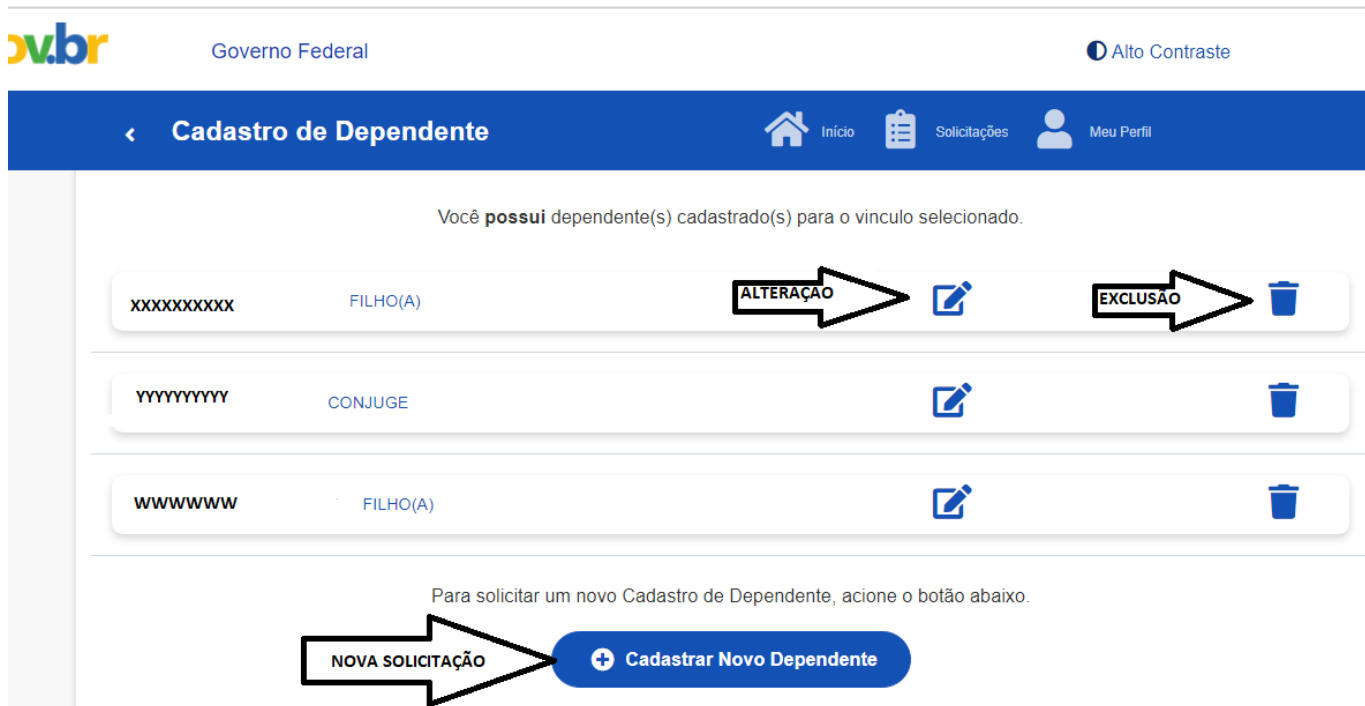 ov.br Governo Federal Alto Contraste
Cadastro de Dependente Início Solicitações Meu Perfil
Você possui dependente(s) cadastrado(s) para o vinculo selecionado.
XXXXXXXXXX FILHO(A) ALTERAÇÃO EXCLUSÃO
YYYYYYYYYY CONJUGE
WWWWWW FILHO(A)
Para solicitar um novo Cadastro de Dependente, acione o botão abaixo.
NOVA SOLICITAÇÃO Cadastrar Novo Dependente